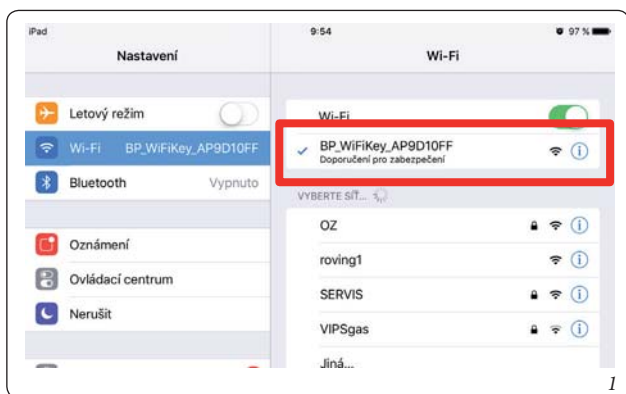 iPad
9:54
97 %
Nastavení
Wi-Fi
Letový režim
Wi-Fi BP_WiFiKey_AP9D10FF
Bluetooth Vypnuto
Oznámení
Ovládací centrum
Nerušit
Wi-Fi
BP_WiFiKey_AP9D10FF
Doporučení pro zabezpečení
VYBERTE SÍŤ...
OZ
roving1
SERVIS
VIPSgas
Jiná...
1